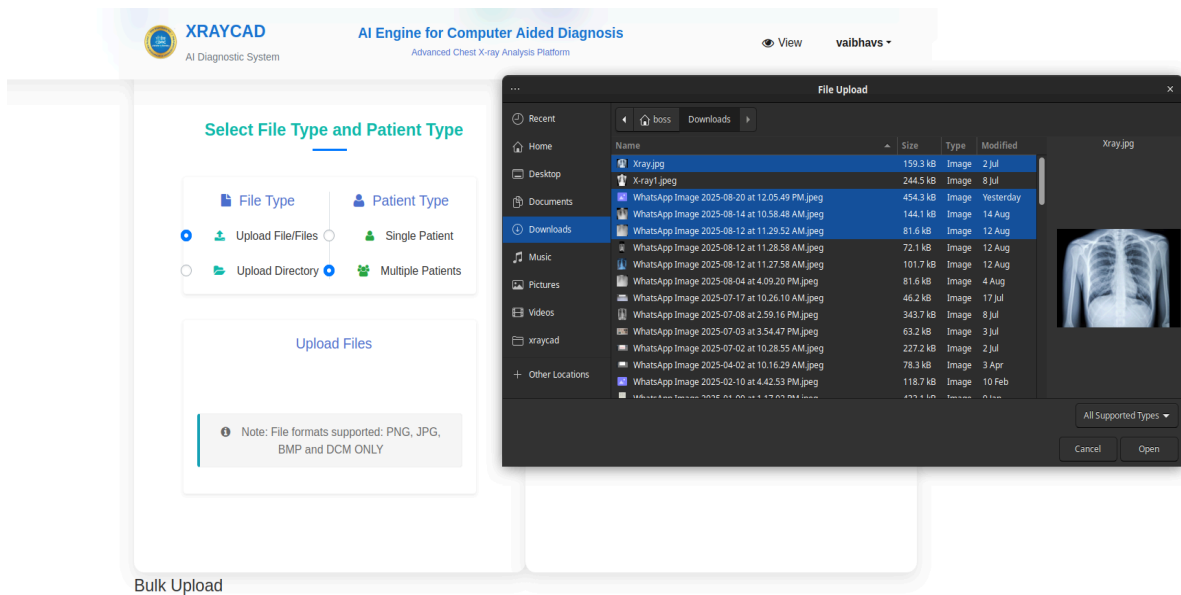 XRAYCAD
AI Diagnostic System
AI Engine for Computer Aided Diagnosis
Advanced Chest X-ray Analysis Platform
View
vaibhavs
Select File Type and Patient Type
File Type Patient Type
Upload File/Files Single Patient
Upload Directory Multiple Patients
Upload Files
Note: File formats supported: PNG, JPG,
BMP and DCM ONLY
Bulk Upload
File Upload
Recent
Home
Desktop
Documents
Downloads
Music
Pictures
Videos
xraycad
Other Locations
boss Downloads
Name Size Type Modified
Xray.jpg 159.3 kB Image 2 Jul
X-ray1.jpeg 244.5 kB Image 8 Jul
WhatsApp Image 2025-08-20 at 12.05.49 PM.jpeg 454.3 kB Image Yesterday
WhatsApp Image 2025-08-14 at 10.58.48 AM.jpeg 144.1 kB Image 14 Aug
WhatsApp Image 2025-08-12 at 11.29.52 AM.jpeg 81.6 kB Image 12 Aug
WhatsApp Image 2025-08-12 at 11.28.58 AM.jpeg 72.1 kB Image 12 Aug
WhatsApp Image 2025-08-12 at 11.27.58 AM.jpeg 101.7 kB Image 12 Aug
WhatsApp Image 2025-08-04 at 4.09.20 PM.jpeg 81.6 kB Image 4 Aug
WhatsApp Image 2025-07-17 at 10.26.10 AM.jpeg 46.2 kB Image 17 Jul
WhatsApp Image 2025-07-08 at 2.59.16 PM.jpeg 343.7 kB Image 8 Jul
WhatsApp Image 2025-07-03 at 3.54.47 PM.jpeg 63.2 kB Image 3 Jul
WhatsApp Image 2025-07-02 at 10.28.55 AM.jpeg 227.2 kB Image 2 Jul
WhatsApp Image 2025-04-02 at 10.16.29 AM.jpeg 78.3 kB Image 3 Apr
WhatsApp Image 2025-02-10 at 4.42.53 PM.jpeg 118.7 kB Image 10 Feb
Xray.jpg
All Supported Types
Cancel Open